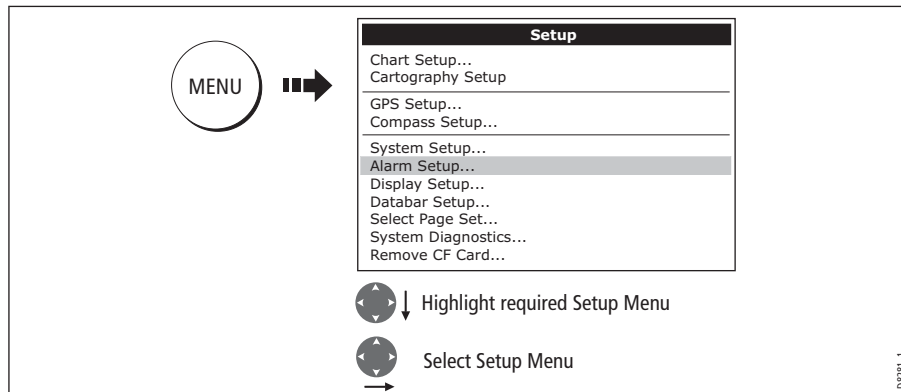 MENU
Setup
Chart Setup...
Cartography Setup
GPS Setup...
Compass Setup...
System Setup...
Alarm Setup...
Display Setup...
Databar Setup...
Select Page Set...
System Diagnostics...
Remove CF Card...
Highlight required Setup Menu
Select Setup Menu
D8281_1